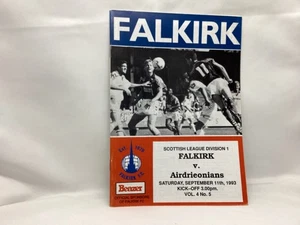 FALKIRK
SCOTTISH LEAGUE DIVISION 1
FALKIRK
v.
Airdrieonians
SATURDAY, SEPTEMBER 11th, 1993
KICK-OFF 3.00pm.
VOL. 4 No. 5
Benzer